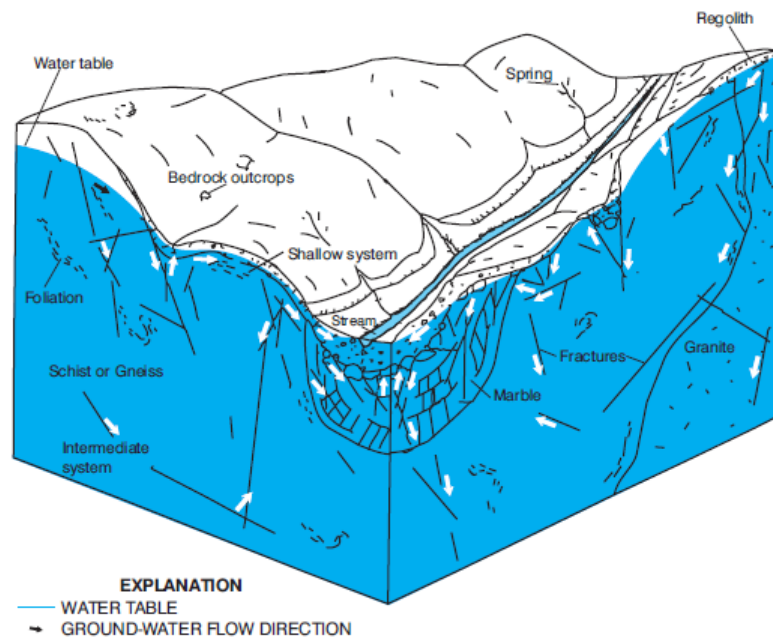 Regolith
Water table
Spring
Bedrock outcrops
Shallow system
Foliation
Stream
Fractures
Granite
Schist or Gneiss
Marble
Intermediate
system
EXPLANATION
WATER TABLE
GROUND-WATER FLOW DIRECTION